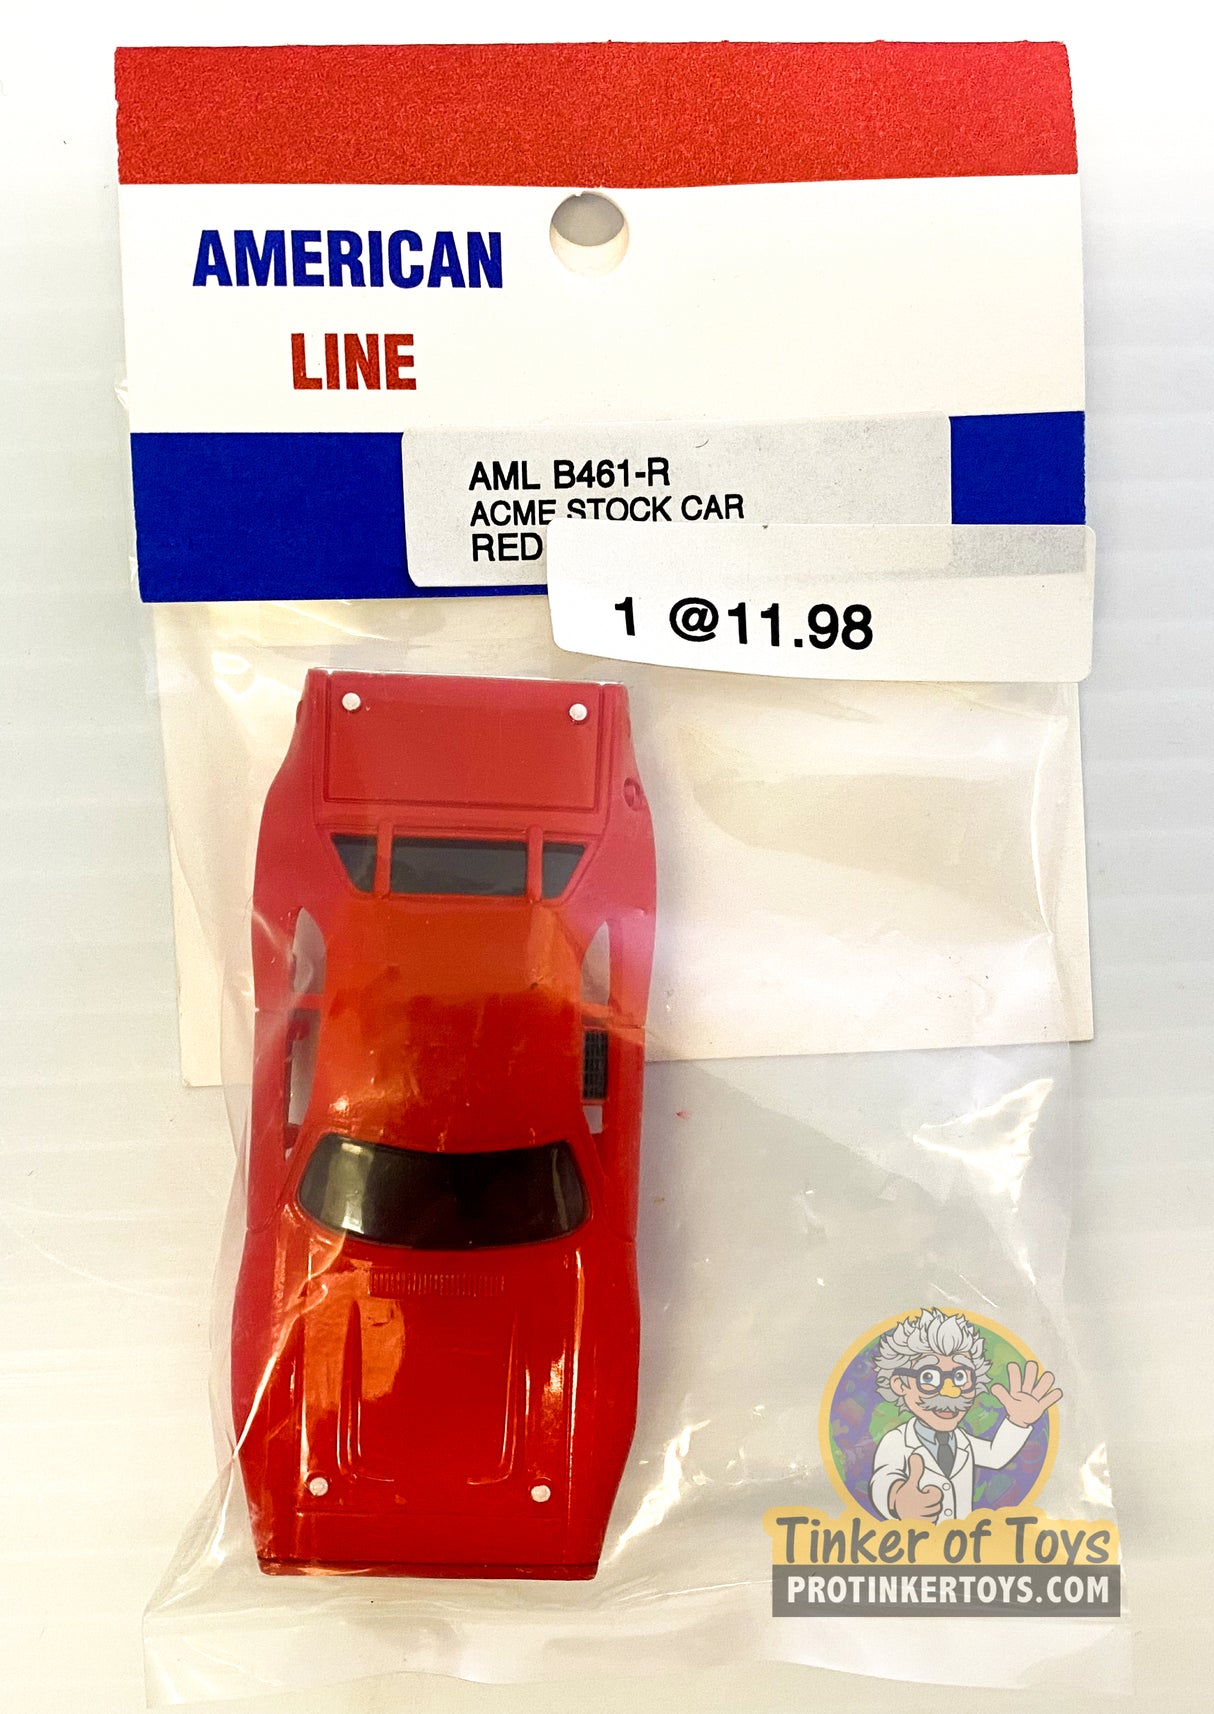 AMERICAN
LINE
AML B461-R
ACME STOCK CAR
RED
1 @11.98
Tinker of Toys
PROTINKERTOYS.COM